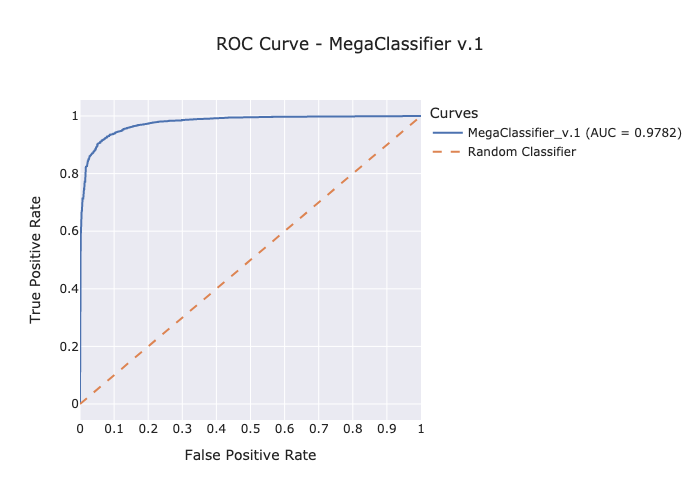 ROC Curve - MegaClassifier v.1
Curves
MegaClassifier_v.1 (AUC = 0.9782)
Random Classifier
True Positive Rate
1
0.8
0.6
0.4
0.2
0
0 0.1 0.2 0.3 0.4 0.5 0.6 0.7 0.8 0.9 1
False Positive Rate